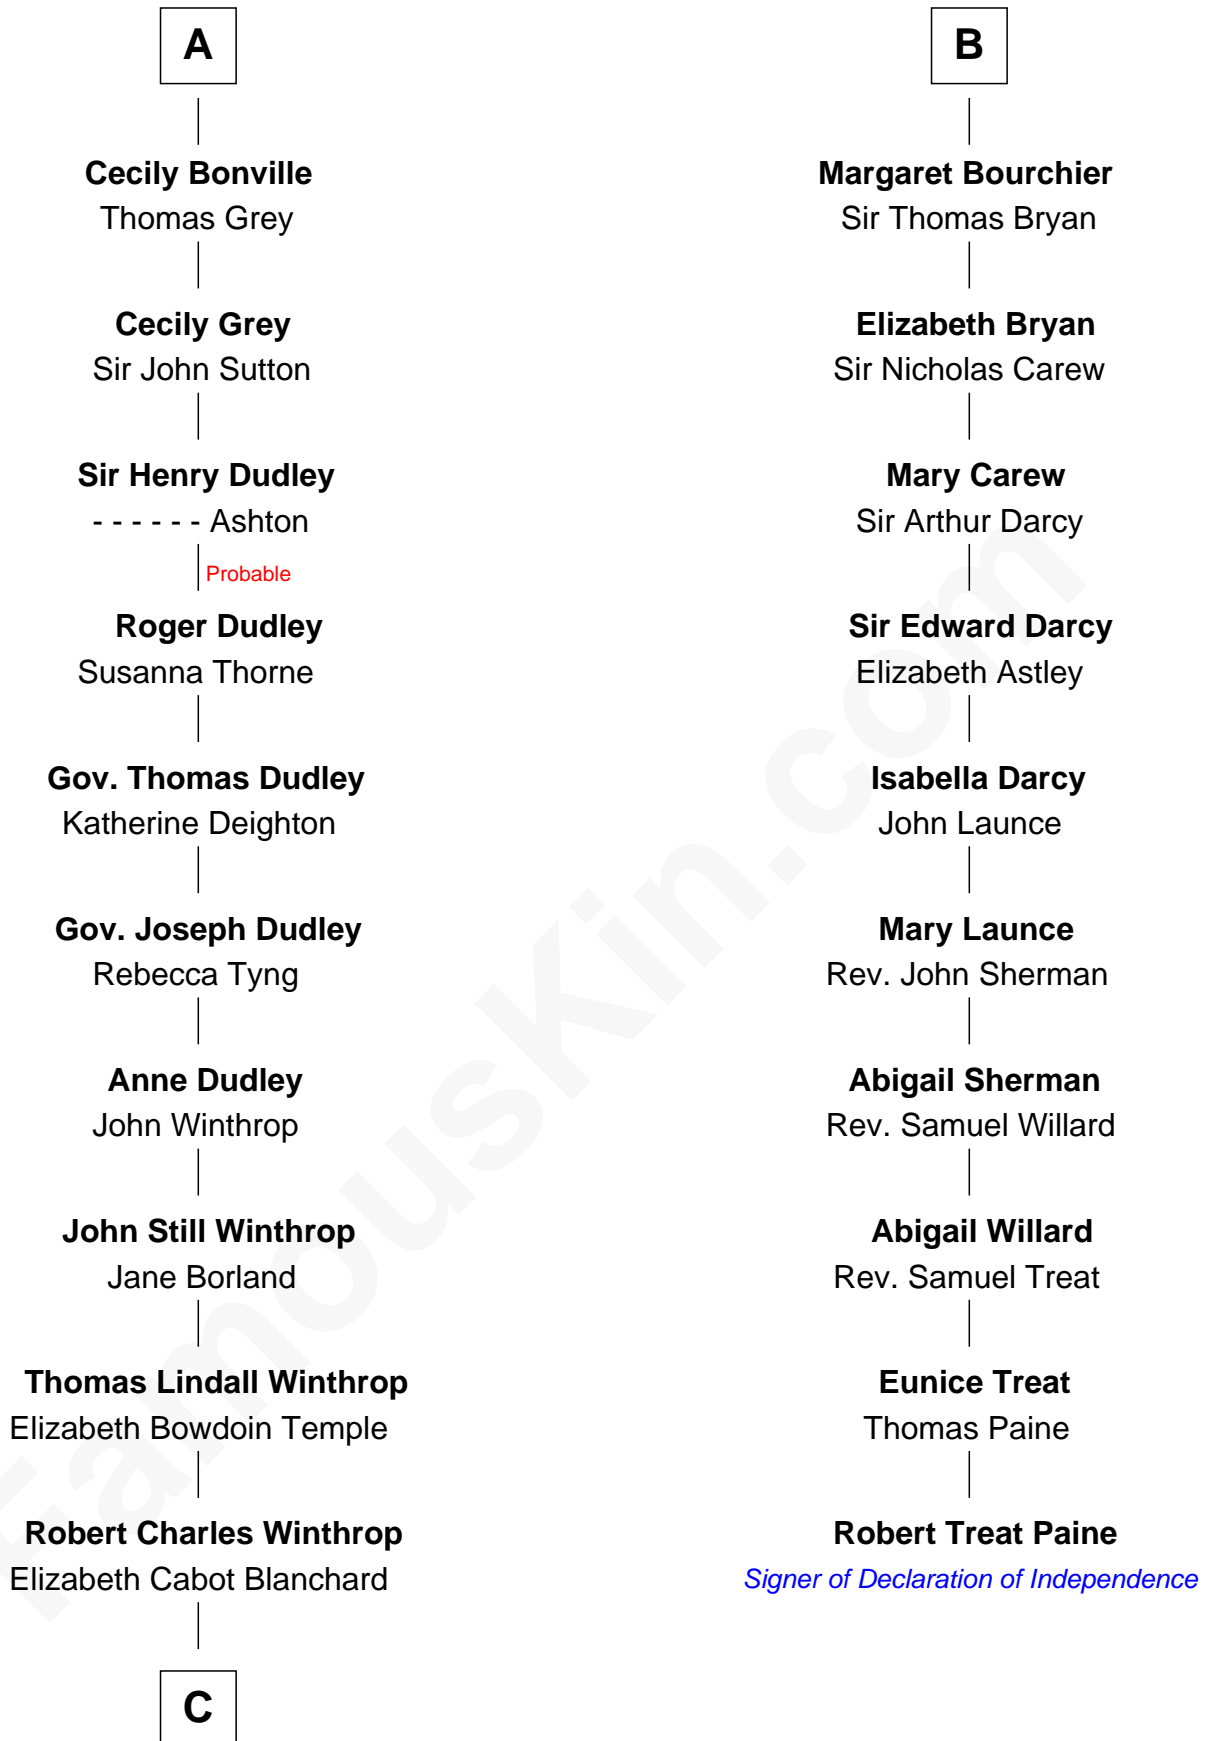 A
Cecily Bonville
Thomas Grey
Cecily Grey
Sir John Sutton
Sir Henry Dudley
- - - - - - Ashton
Probable
Roger Dudley
Susanna Thorne
Gov. Thomas Dudley
Katherine Deighton
Gov. Joseph Dudley
Rebecca Tyng
Anne Dudley
John Winthrop
John Still Winthrop
Jane Borland
Thomas Lindall Winthrop
Elizabeth Bowdoin Temple
Robert Charles Winthrop
Elizabeth Cabot Blanchard
C
B
Margaret Bourchier
Sir Thomas Bryan
Elizabeth Bryan
Sir Nicholas Carew
Mary Carew
Sir Arthur Darcy
Sir Edward Darcy
Elizabeth Astley
Isabella Darcy
John Launce
Mary Launce
Rev. John Sherman
Abigail Sherman
Rev. Samuel Willard
Abigail Willard
Rev. Samuel Treat
Eunice Treat
Thomas Paine
Robert Treat Paine
Signer of Declaration of Independence
FamousKin.com